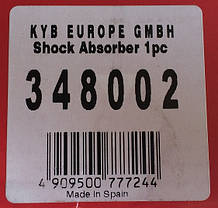 KYB EUROPE GMBH
Shock Absorber 1pc
348002
4 909500 777244
Made in Spain